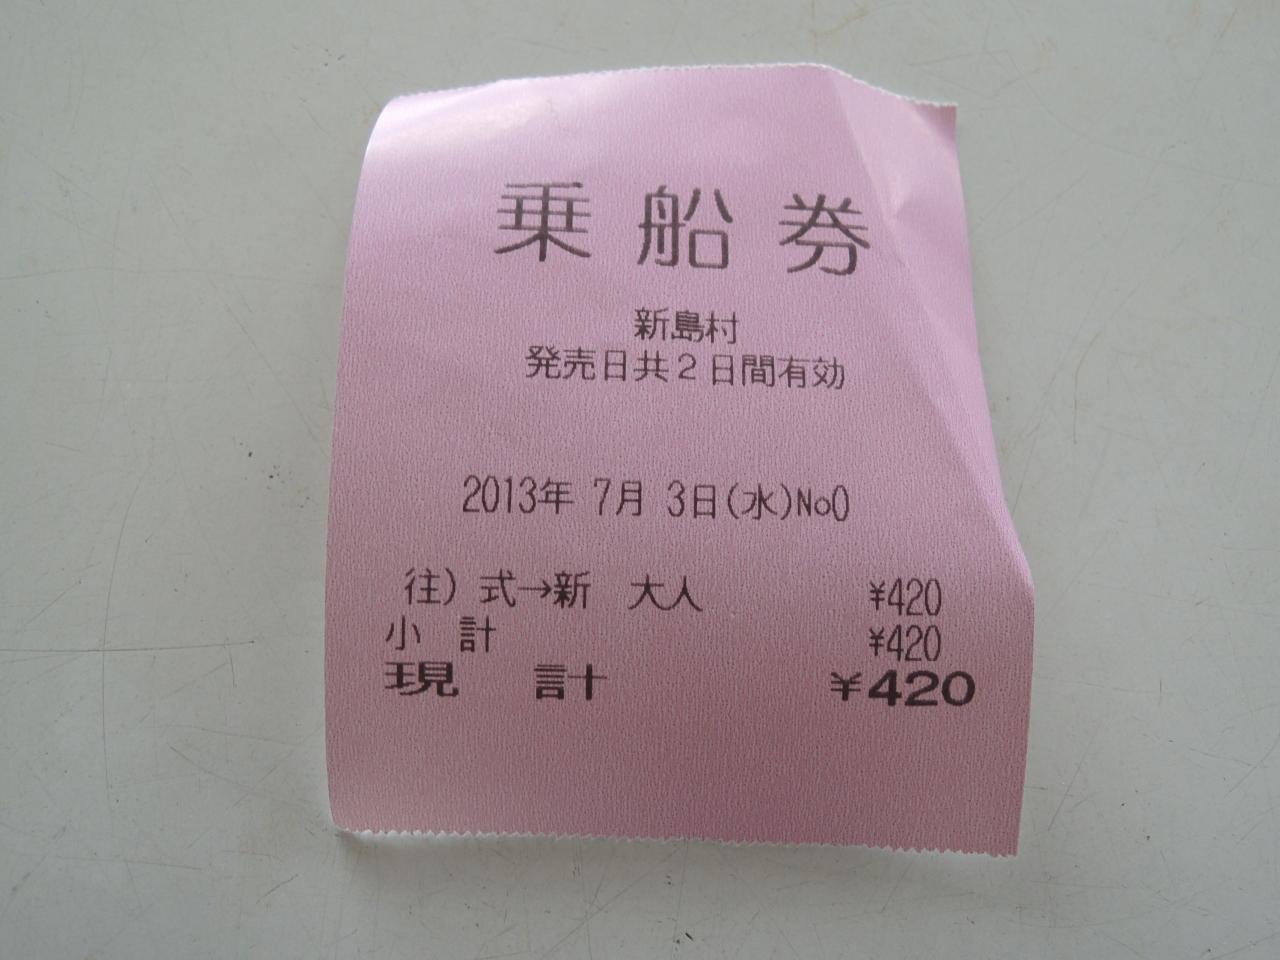 乗船券
新島村
発売日共２日間有効
2013年 7月 3日(水)No0
往) 式→新 大人 ¥420
小 計 ¥420
現 計 ¥420